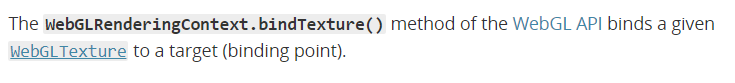 The WebGLRenderingContext.bindTexture() method of the WebGL API binds a given
WebGLTexture to a target (binding point).